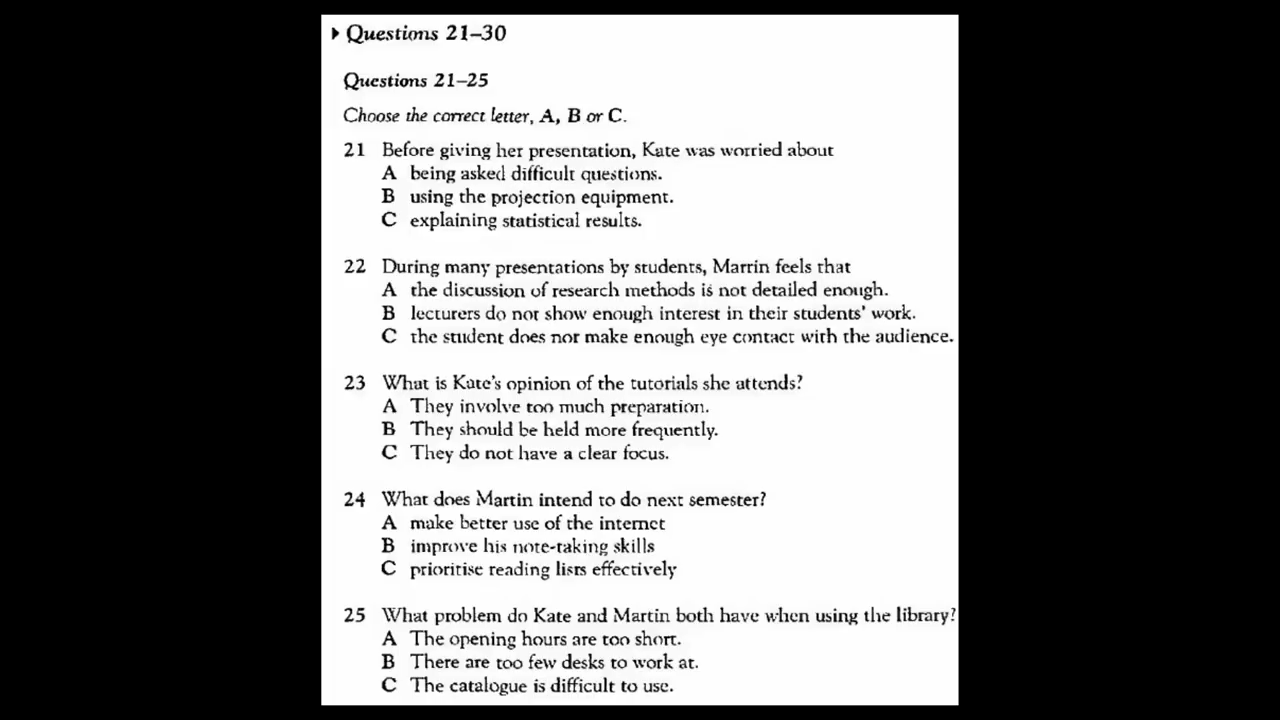 Questions 21–30
Questions 21–25
Choose the correct letter, A, B or C.
21 Before giving her presentation, Kate was worried about
A being asked difficult questions.
B using the projection equipment.
C explaining statistical results.
22 During many presentations by students, Martin feels that
A the discussion of research methods is not detailed enough.
B lecturers do not show enough interest in their students' work.
C the student does not make enough eye contact with the audience.
23 What is Kate's opinion of the tutorials she attends?
A They involve too much preparation.
B They should be held more frequently.
C They do not have a clear focus.
24 What does Martin intend to do next semester?
A make better use of the internet
B improve his note-taking skills
C prioritise reading lists effectively
25 What problem do Kate and Martin both have when using the library?
A The opening hours are too short.
B There are too few desks to work at.
C The catalogue is difficult to use.